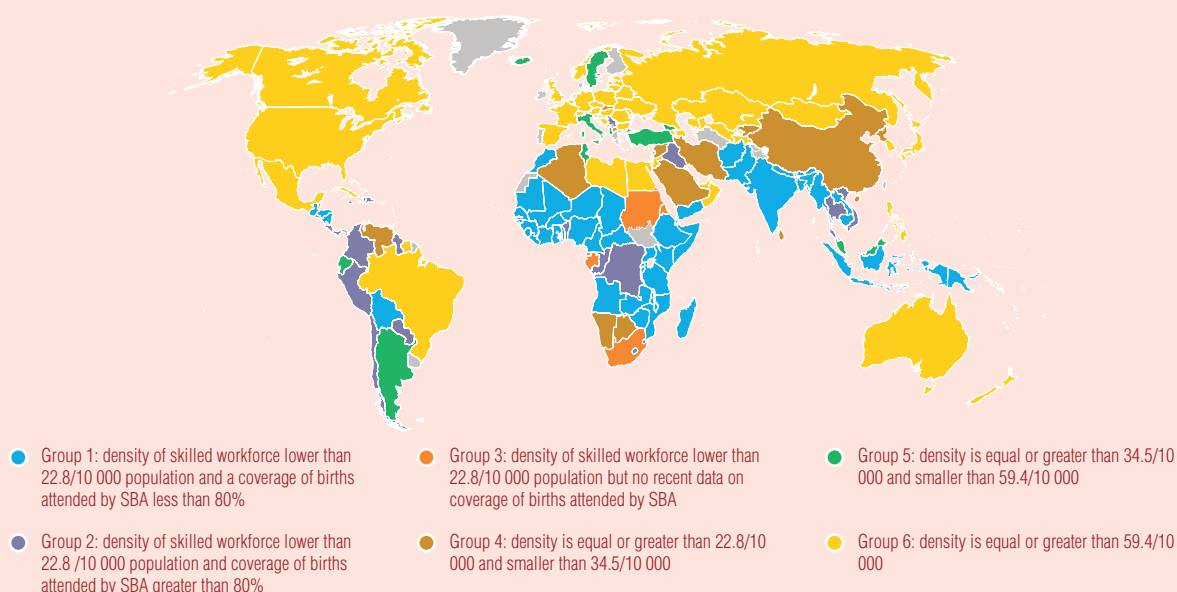 Group 1: density of skilled workforce lower than
22.8/10 000 population and a coverage of births
attended by SBA less than 80%
Group 2: density of skilled workforce lower than
22.8 /10 000 population and coverage of births
attended by SBA greater than 80%
Group 3: density of skilled workforce lower than
22.8/10 000 population but no recent data on
coverage of births attended by SBA
Group 4: density is equal or greater than 22.8/10
000 and smaller than 34.5/10 000
Group 5: density is equal or greater than 34.5/10
000 and smaller than 59.4/10 000
Group 6: density is equal or greater than 59.4/10
000